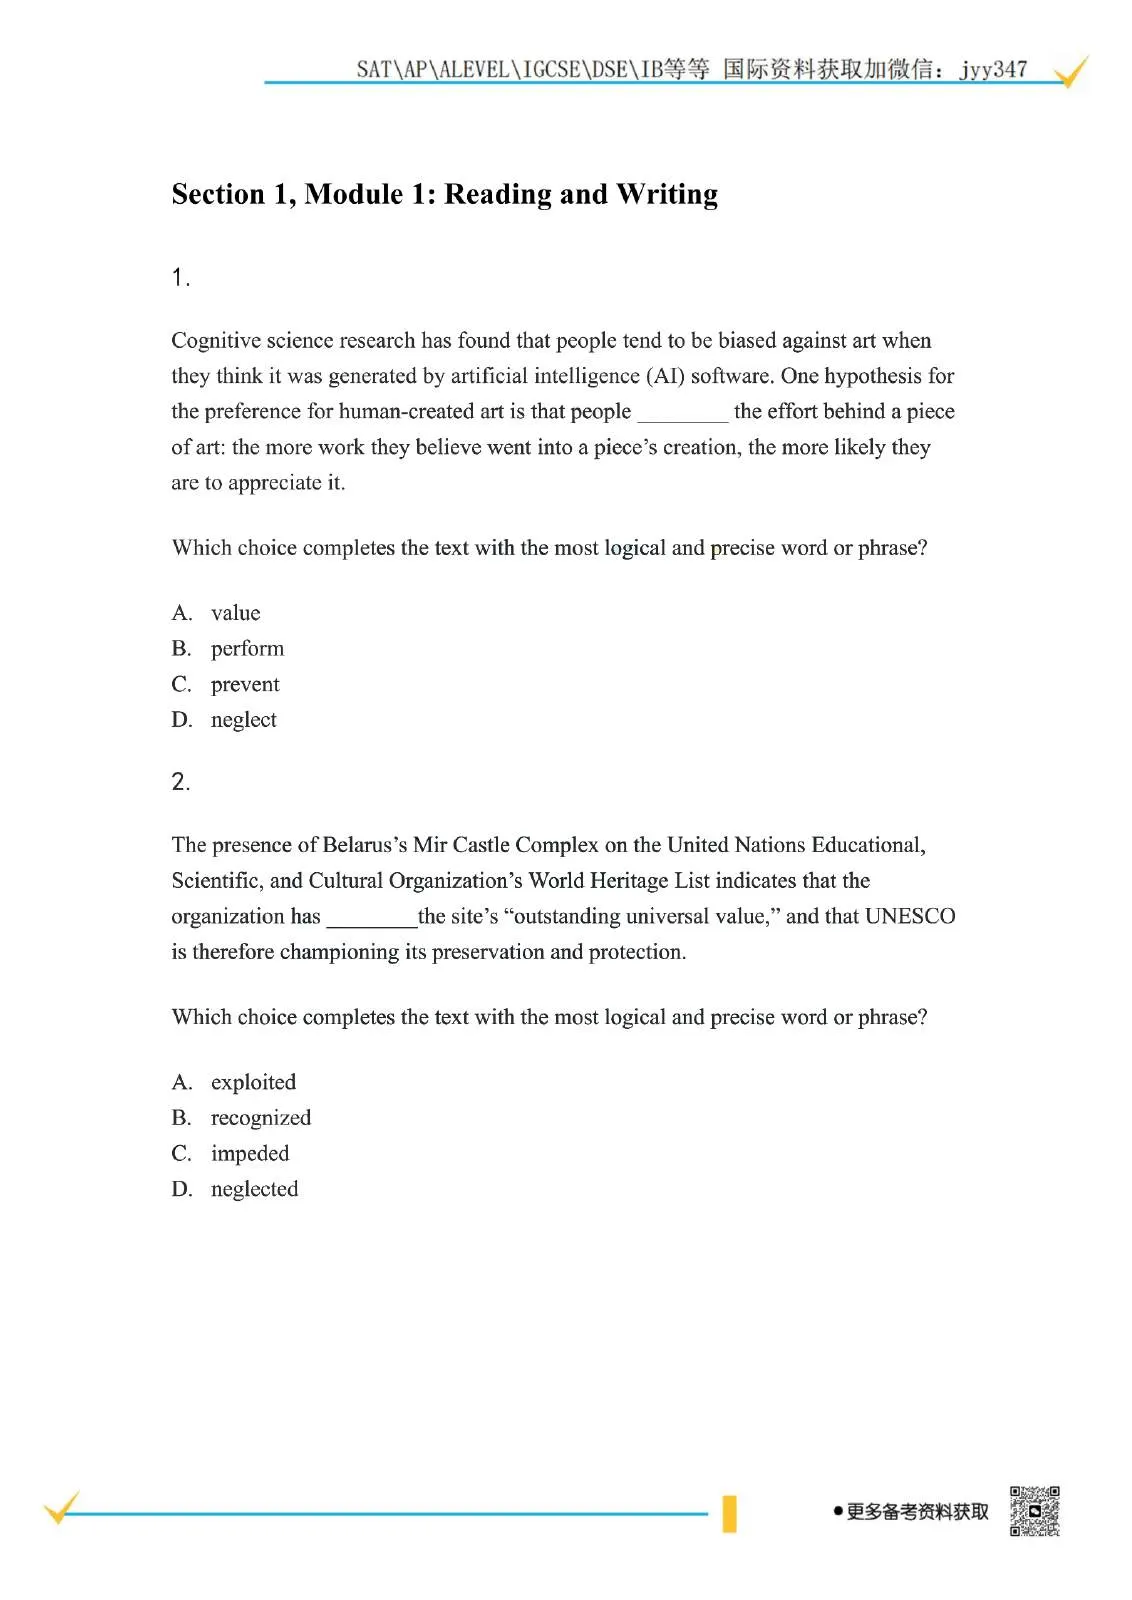 SAT\AP\ALEVEL\IGCSE\DSE\IB等等 国际资料获取加微信：jyy347
Section 1, Module 1: Reading and Writing
1.
Cognitive science research has found that people tend to be biased against art when
they think it was generated by artificial intelligence (AI) software. One hypothesis for
the preference for human-created art is that people ________ the effort behind a piece
of art: the more work they believe went into a piece’s creation, the more likely they
are to appreciate it.
Which choice completes the text with the most logical and precise word or phrase?
A. value
B. perform
C. prevent
D. neglect
2.
The presence of Belarus’s Mir Castle Complex on the United Nations Educational,
Scientific, and Cultural Organization’s World Heritage List indicates that the
organization has ________the site’s “outstanding universal value,” and that UNESCO
is therefore championing its preservation and protection.
Which choice completes the text with the most logical and precise word or phrase?
A. exploited
B. recognized
C. impeded
D. neglected
●更多备考资料获取